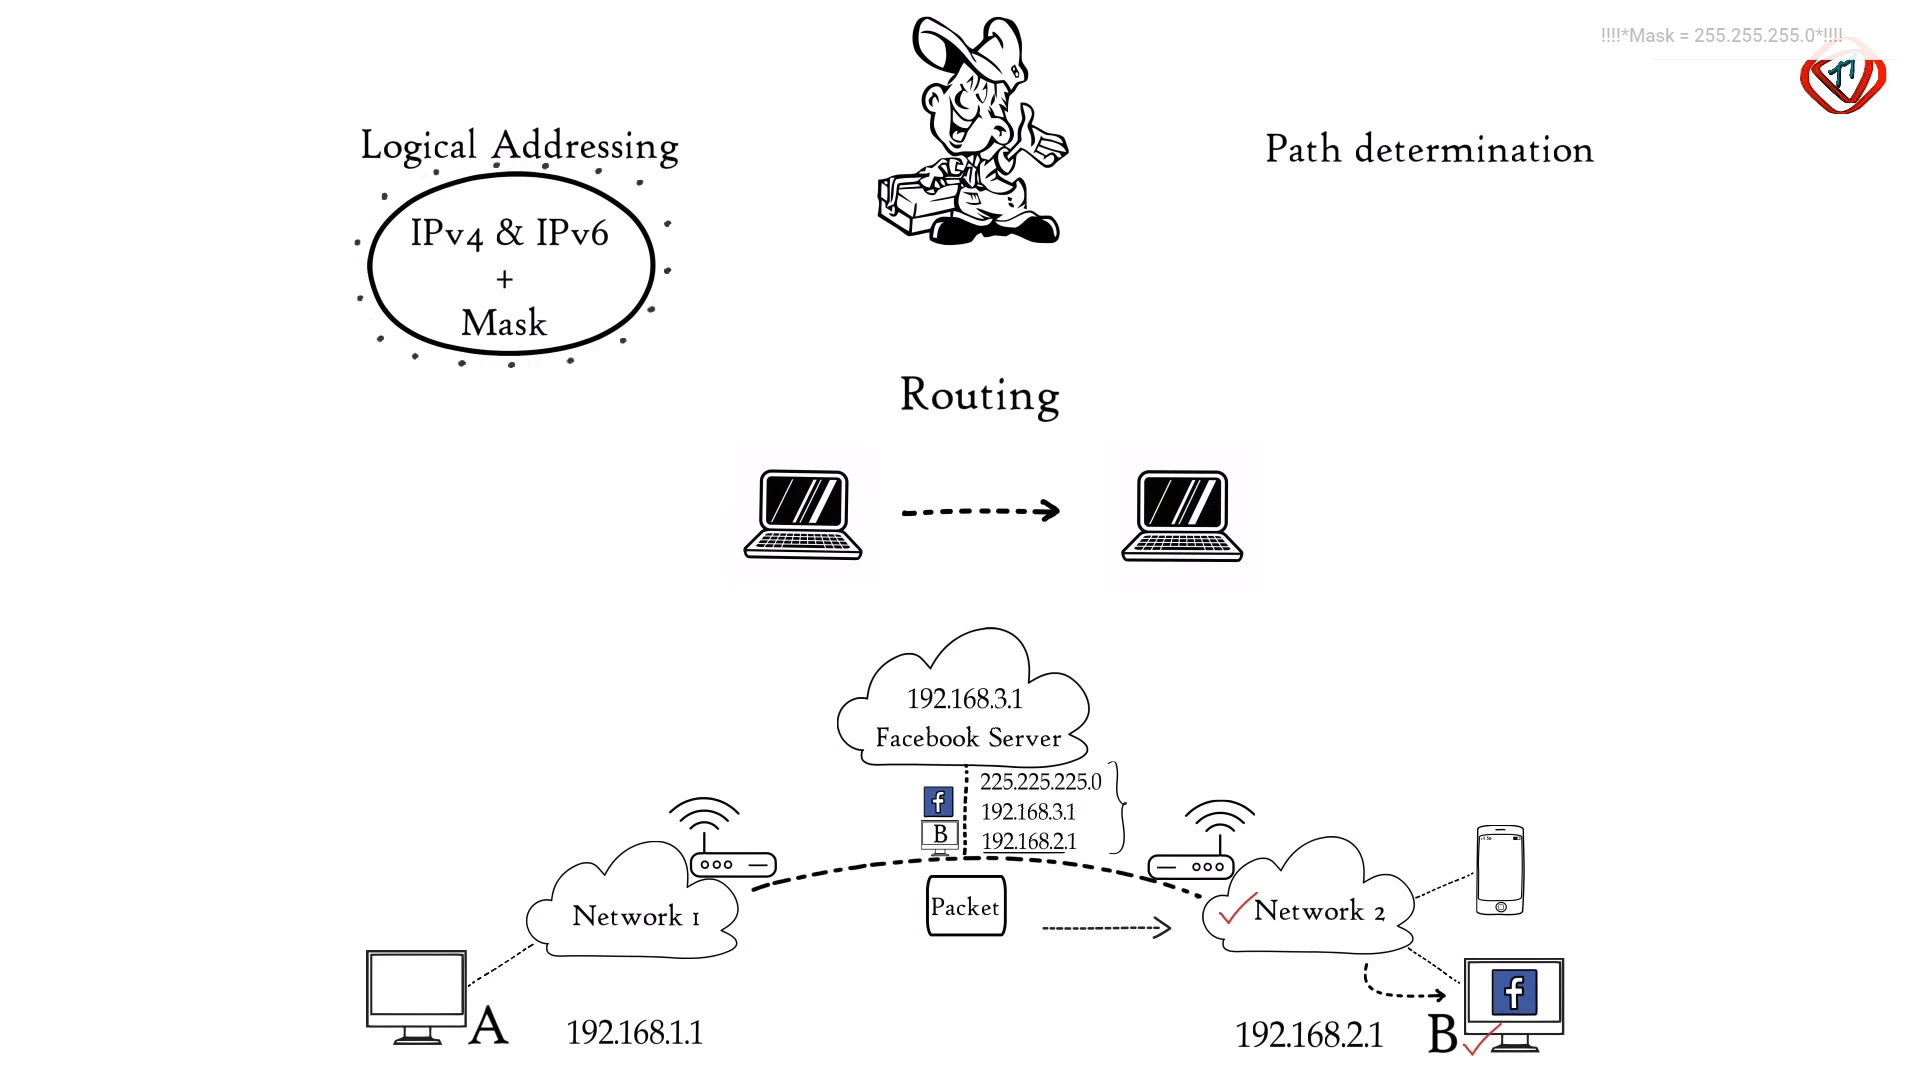 !!!!*Mask = 255.255.255.0*!!!!
Logical Addressing
Path determination
IPv4 & IPv6
+
Mask
Routing
192.168.3.1
Facebook Server
225.225.225.0
f
192.168.3.1
B
192.168.2.1
Packet
Network 1
Network 2
f
A
192.168.1.1
192.168.2.1
B